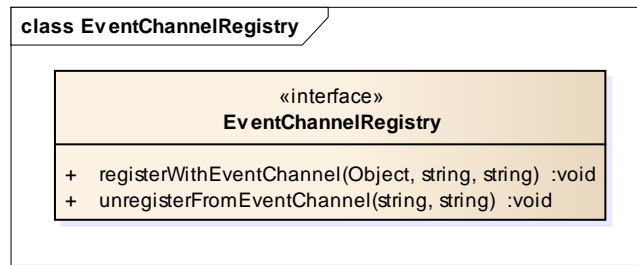 class EventChannelRegistry
«interface»
EventChannelRegistry
+ registerWithEventChannel(Object, string, string) :void
+ unregisterFromEventChannel(string, string) :void